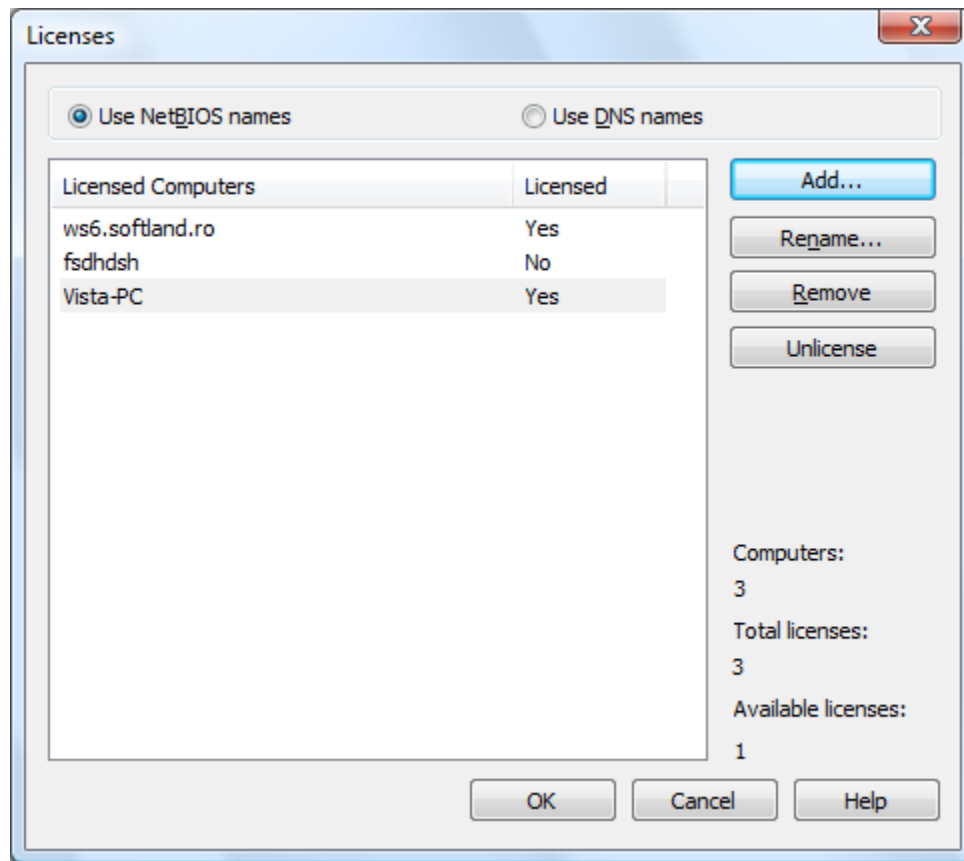 Licenses
Use NetBIOS names Use DNS names
Licensed Computers Licensed
ws6.softland.ro Yes
fsdhdsh No
Vista-PC Yes
Add...
Rename...
Remove
Unlicense
Computers:
3
Total licenses:
3
Available licenses:
1
OK Cancel Help